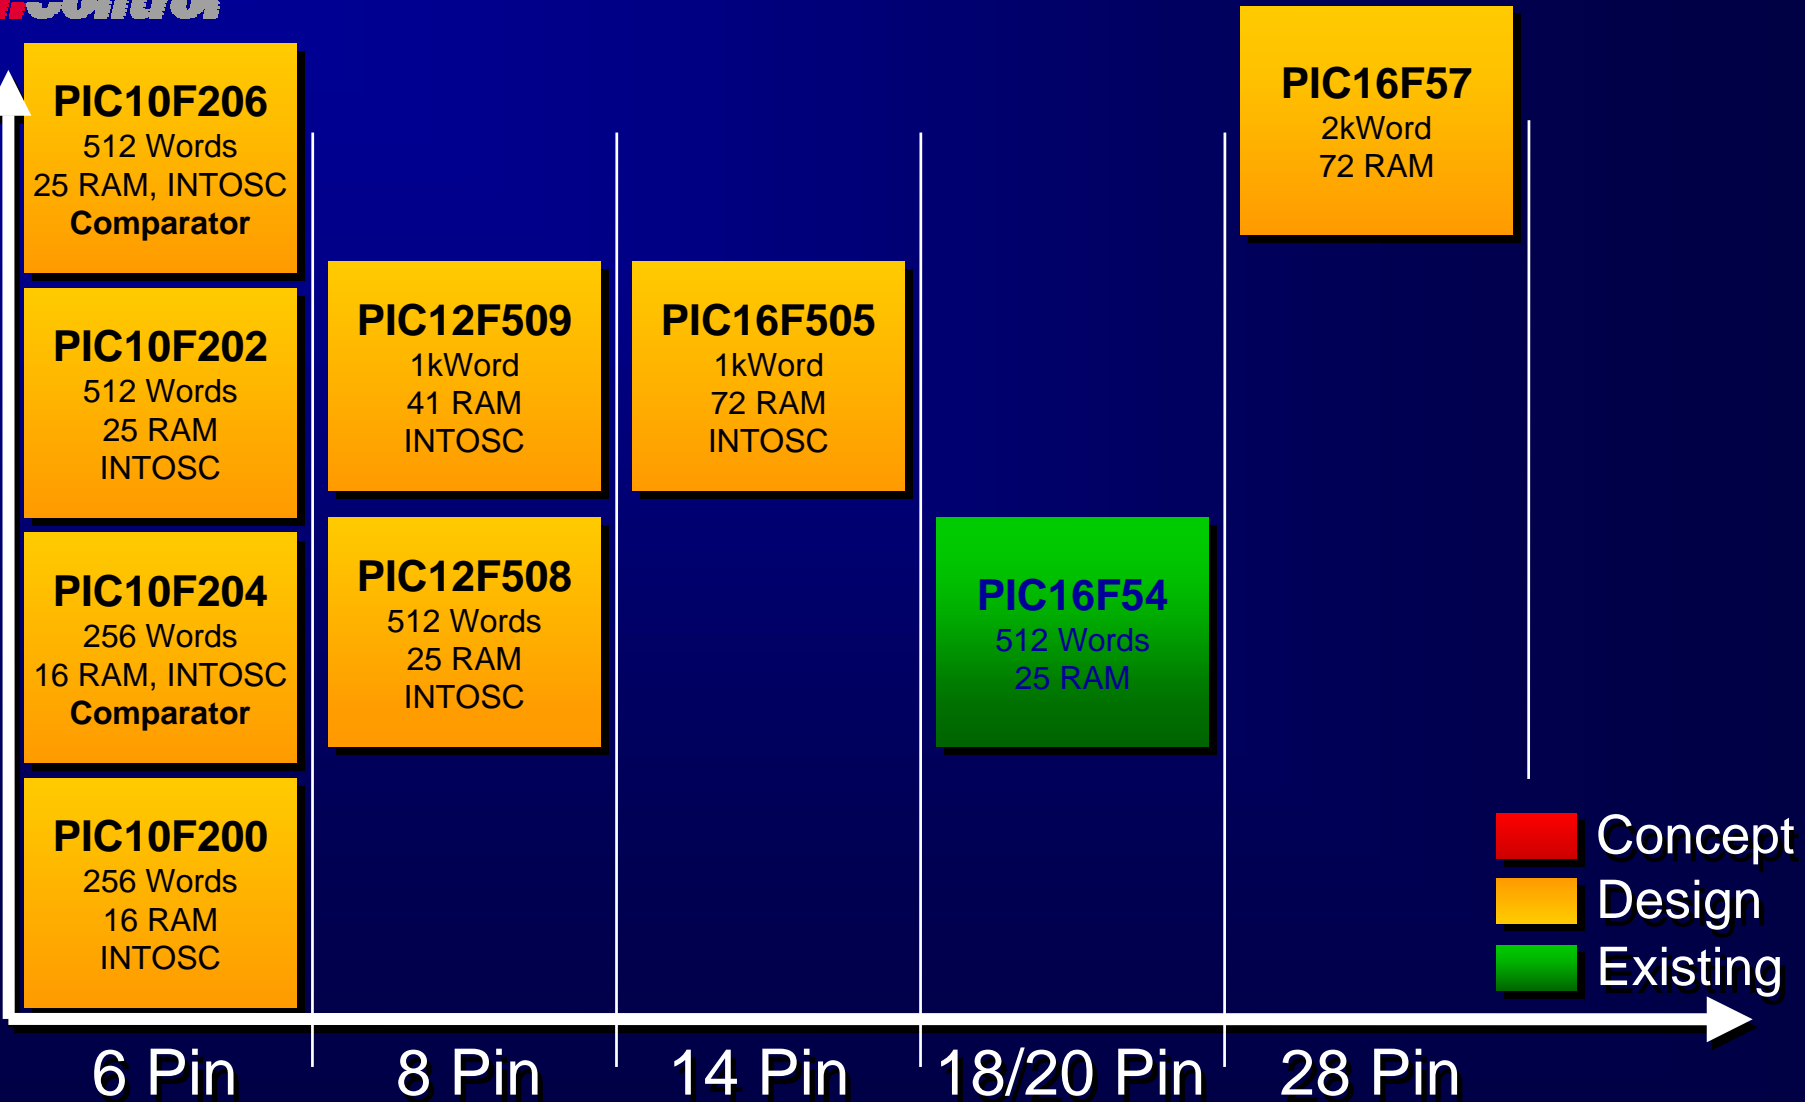 PIC10F206
512 Words
25 RAM, INTOSC
Comparator
PIC10F202
512 Words
25 RAM
INTOSC
PIC10F204
256 Words
16 RAM, INTOSC
Comparator
PIC10F200
256 Words
16 RAM
INTOSC
PIC12F509
1kWord
41 RAM
INTOSC
PIC12F508
512 Words
25 RAM
INTOSC
PIC16F505
1kWord
72 RAM
INTOSC
PIC16F54
512 Words
25 RAM
PIC16F57
2kWord
72 RAM
Concept
Design
Existing
6 Pin
8 Pin
14 Pin
18/20 Pin
28 Pin